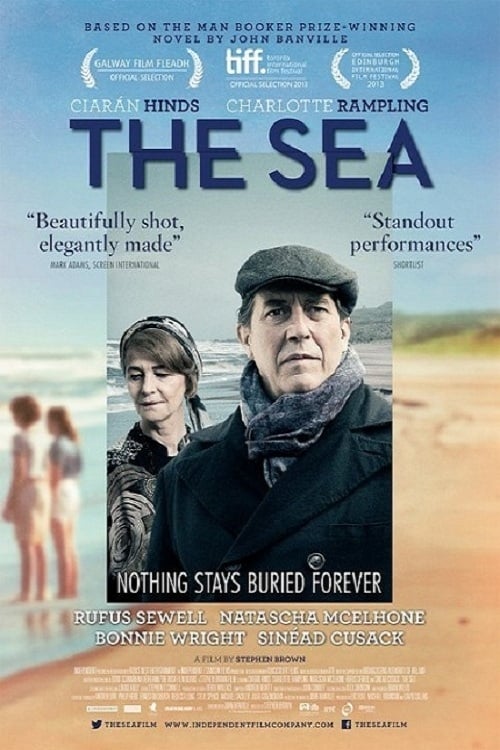 BASED ON THE MAN BOOKER PRIZE-WINNING
NOVEL BY JOHN BANVILLE
GALWAY FILM FLEADH
OFFICIAL SELECTION
tiff.
toronto
international
film festival
OFFICIAL SELECTION 2013
OFFICIAL SELECTION
EDINBURGH
INTERNATIONAL
FILM FESTIVAL
2013
CIARÁN HINDS CHARLOTTE RAMPLING
THE SEA
"Beautifully shot,
elegantly made"
MARK ADAMS, SCREEN INTERNATIONAL
"Standout
performances"
SHORTLIST
NOTHING STAYS BURIED FOREVER
RUFUS SEWELL NATASCHA MCELHONE
BONNIE WRIGHT SINÉAD CUSACK
A FILM BY STEPHEN BROWN
THESEAFILM WWW.INDEPENDENTFILMCOMPANY.COM THESEAFILM